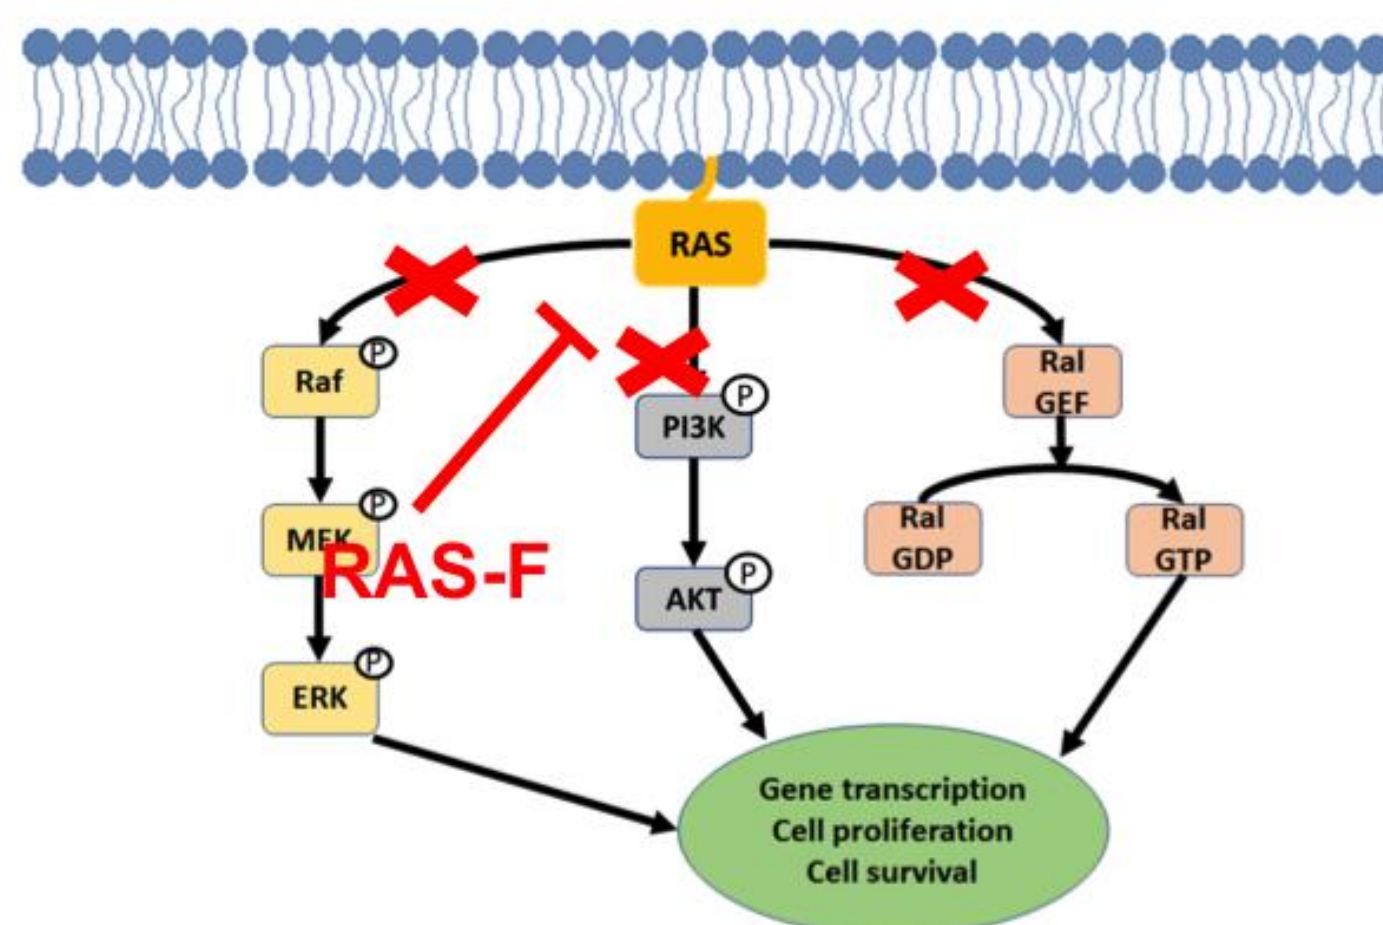 RAS
Raf
P
MEK
P
RAS-F
ERK
P
PI3K
P
AKT
P
Ral
GEF
Ral
GDP
Ral
GTP
Gene transcription
Cell proliferation
Cell survival